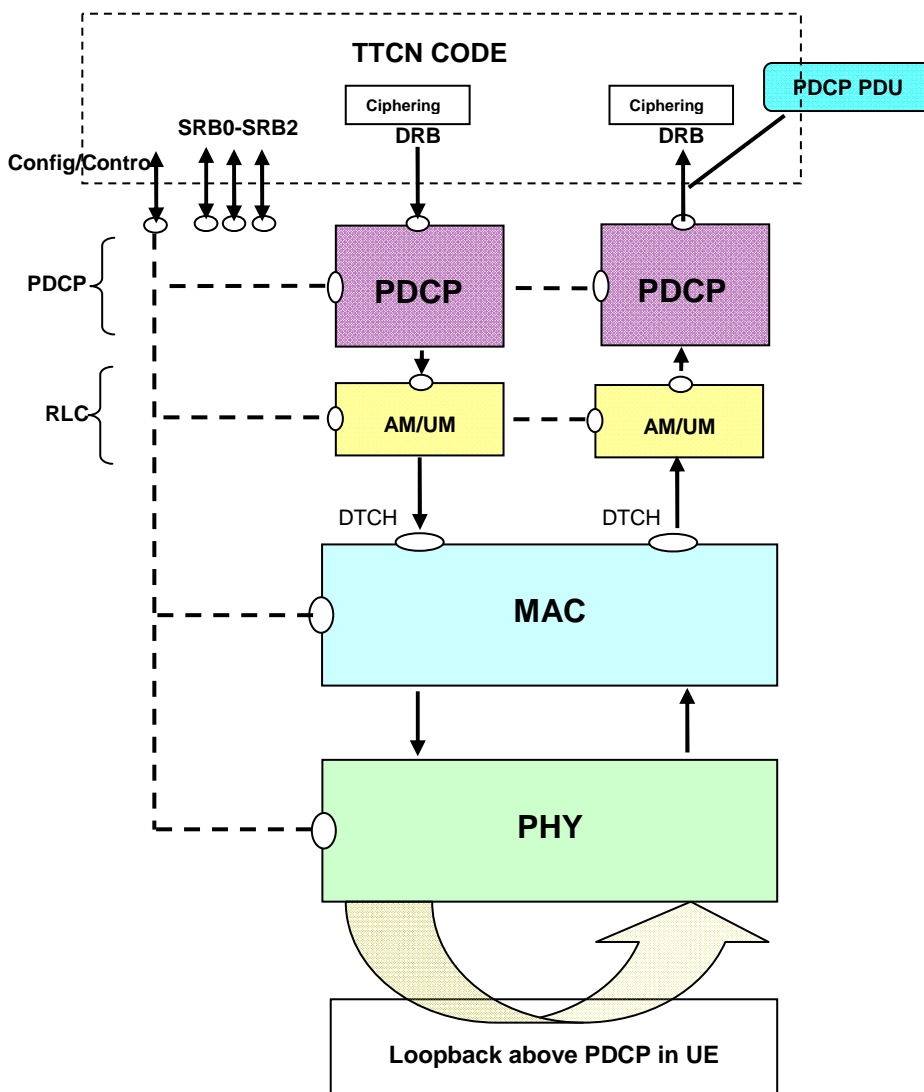 TTCN CODE
PDCP PDU
Ciphering
Ciphering
SRB0-SRB2
DRB
DRB
Config/Contro
PDCP
PDCP
PDCP
RLC
AM/UM
AM/UM
DTCH
DTCH
MAC
PHY
Loopback above PDCP in UE